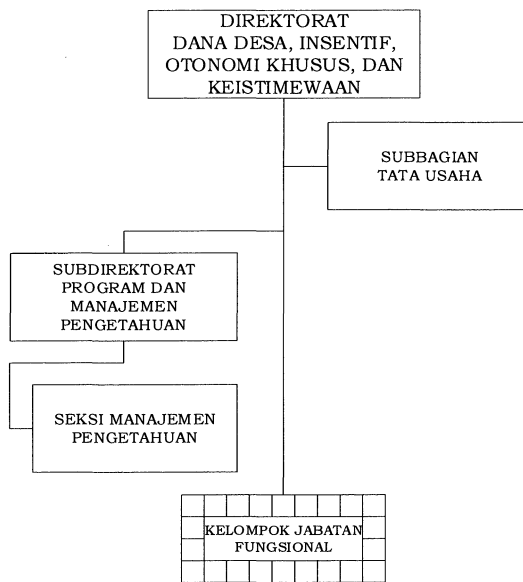 DIREKTORAT
DANA DESA, INSENTIF,
OTONOMI KHUSUS, DAN
KEISTIMEWAAN
SUBBAGIAN
TATA USAHA
SUBDIREKTORAT
PROGRAM DAN
MANAJEMEN
PENGETAHUAN
SEKSI MANAJEMEN
PENGETAHUAN
KELOMPOK JABATAN
FUNGSIONAL